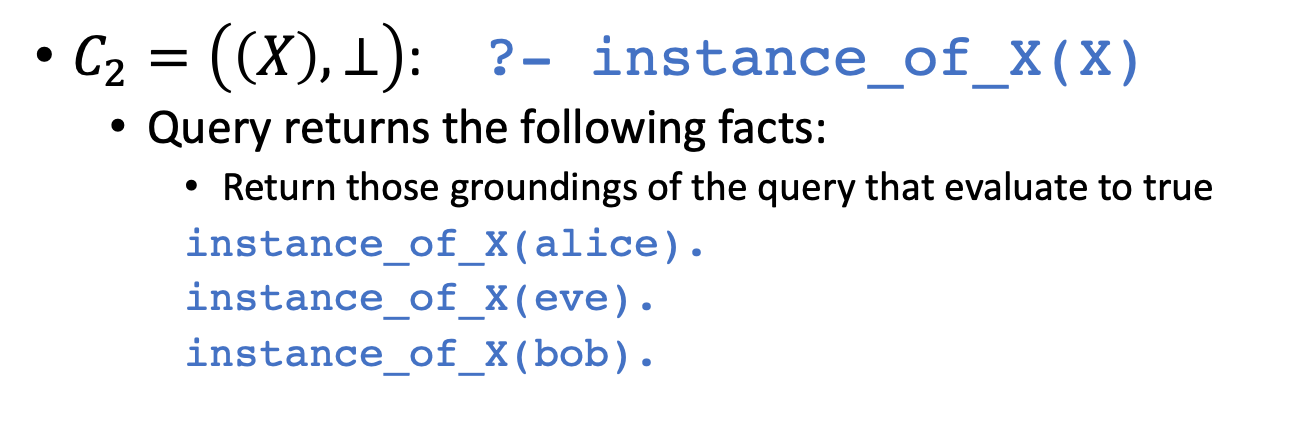 • C₂ = ((X), ⊥): ?- instance_of_X(X)
• Query returns the following facts:
• Return those groundings of the query that evaluate to true
instance_of_X(alice).
instance_of_X(eve).
instance_of_X(bob).